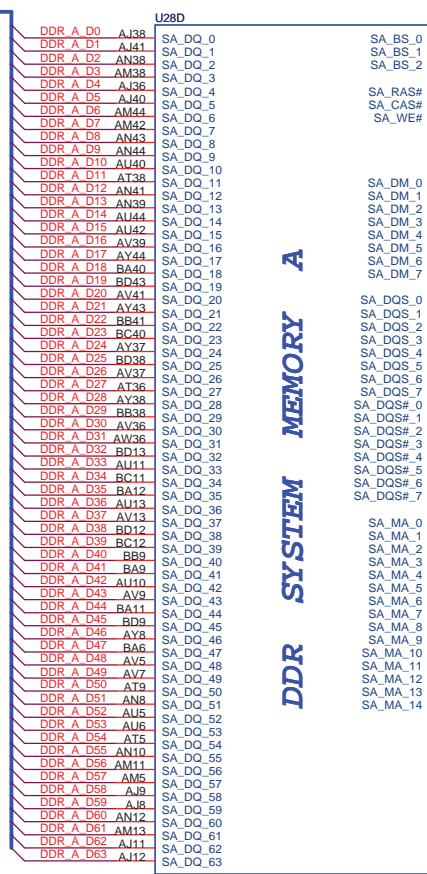 U28D
DDR_A_D0 AJ38 SA_DQ_0 SA_BS_0
DDR_A_D1 AJ41 SA_DQ_1 SA_BS_1
DDR_A_D2 AN38 SA_DQ_2 SA_BS_2
DDR_A_D3 AM38 SA_DQ_3
DDR_A_D4 AJ36 SA_DQ_4 SA_RAS#
DDR_A_D5 AJ40 SA_DQ_5 SA_CAS#
DDR_A_D6 AM44 SA_DQ_6 SA_WE#
DDR_A_D7 AM42 SA_DQ_7
DDR_A_D8 AN43 SA_DQ_8
DDR_A_D9 AN44 SA_DQ_9
DDR_A_D10 AU40 SA_DQ_10
DDR_A_D11 AT38 SA_DQ_11 SA_DM_0
DDR_A_D12 AN41 SA_DQ_12 SA_DM_1
DDR_A_D13 AN39 SA_DQ_13 SA_DM_2
DDR_A_D14 AU44 SA_DQ_14 SA_DM_3
DDR_A_D15 AU42 SA_DQ_15 SA_DM_4
DDR_A_D16 AV39 SA_DQ_16 SA_DM_5
DDR_A_D17 AY44 SA_DQ_17 SA_DM_6
DDR_A_D18 BA40 SA_DQ_18 SA_DM_7
DDR_A_D19 BD43 SA_DQ_19
DDR_A_D20 AV41 SA_DQ_20 SA_DQS_0
DDR_A_D21 AY43 SA_DQ_21 SA_DQS_1
DDR_A_D22 BB41 SA_DQ_22 SA_DQS_2
DDR_A_D23 BC40 SA_DQ_23 SA_DQS_3
DDR_A_D24 AY37 SA_DQ_24 SA_DQS_4
DDR_A_D25 BD38 SA_DQ_25 SA_DQS_5
DDR_A_D26 AV37 SA_DQ_26 SA_DQS_6
DDR_A_D27 AT36 SA_DQ_27 SA_DQS_7
DDR_A_D28 AY38 SA_DQ_28 SA_DQS#_0
DDR_A_D29 BB38 SA_DQ_29 SA_DQS#_1
DDR_A_D30 AV36 SA_DQ_30 SA_DQS#_2
DDR_A_D31 AW36 SA_DQ_31 SA_DQS#_3
DDR_A_D32 BD13 SA_DQ_32 SA_DQS#_4
DDR_A_D33 AU11 SA_DQ_33 SA_DQS#_5
DDR_A_D34 BC11 SA_DQ_34 SA_DQS#_6
DDR_A_D35 BA12 SA_DQ_35 SA_DQS#_7
DDR_A_D36 AU13 SA_DQ_36
DDR_A_D37 AV13 SA_DQ_37 SA_MA_0
DDR_A_D38 BD12 SA_DQ_38 SA_MA_1
DDR_A_D39 BC12 SA_DQ_39 SA_MA_2
DDR_A_D40 BB9 SA_DQ_40 SA_MA_3
DDR_A_D41 BA9 SA_DQ_41 SA_MA_4
DDR_A_D42 AU10 SA_DQ_42 SA_MA_5
DDR_A_D43 AV9 SA_DQ_43 SA_MA_6
DDR_A_D44 BA11 SA_DQ_44 SA_MA_7
DDR_A_D45 BD9 SA_DQ_45 SA_MA_8
DDR_A_D46 AY8 SA_DQ_46 SA_MA_9
DDR_A_D47 BA6 SA_DQ_47 SA_MA_10
DDR_A_D48 AV5 SA_DQ_48 SA_MA_11
DDR_A_D49 AV7 SA_DQ_49 SA_MA_12
DDR_A_D50 AT9 SA_DQ_50 SA_MA_13
DDR_A_D51 AN8 SA_DQ_51 SA_MA_14
DDR_A_D52 AU5 SA_DQ_52
DDR_A_D53 AU6 SA_DQ_53
DDR_A_D54 AT5 SA_DQ_54
DDR_A_D55 AN10 SA_DQ_55
DDR_A_D56 AM11 SA_DQ_56
DDR_A_D57 AM5 SA_DQ_57
DDR_A_D58 AJ9 SA_DQ_58
DDR_A_D59 AJ8 SA_DQ_59
DDR_A_D60 AN12 SA_DQ_60
DDR_A_D61 AM13 SA_DQ_61
DDR_A_D62 AJ11 SA_DQ_62
DDR_A_D63 AJ12 SA_DQ_63
DDR SYSTEM MEMORY A